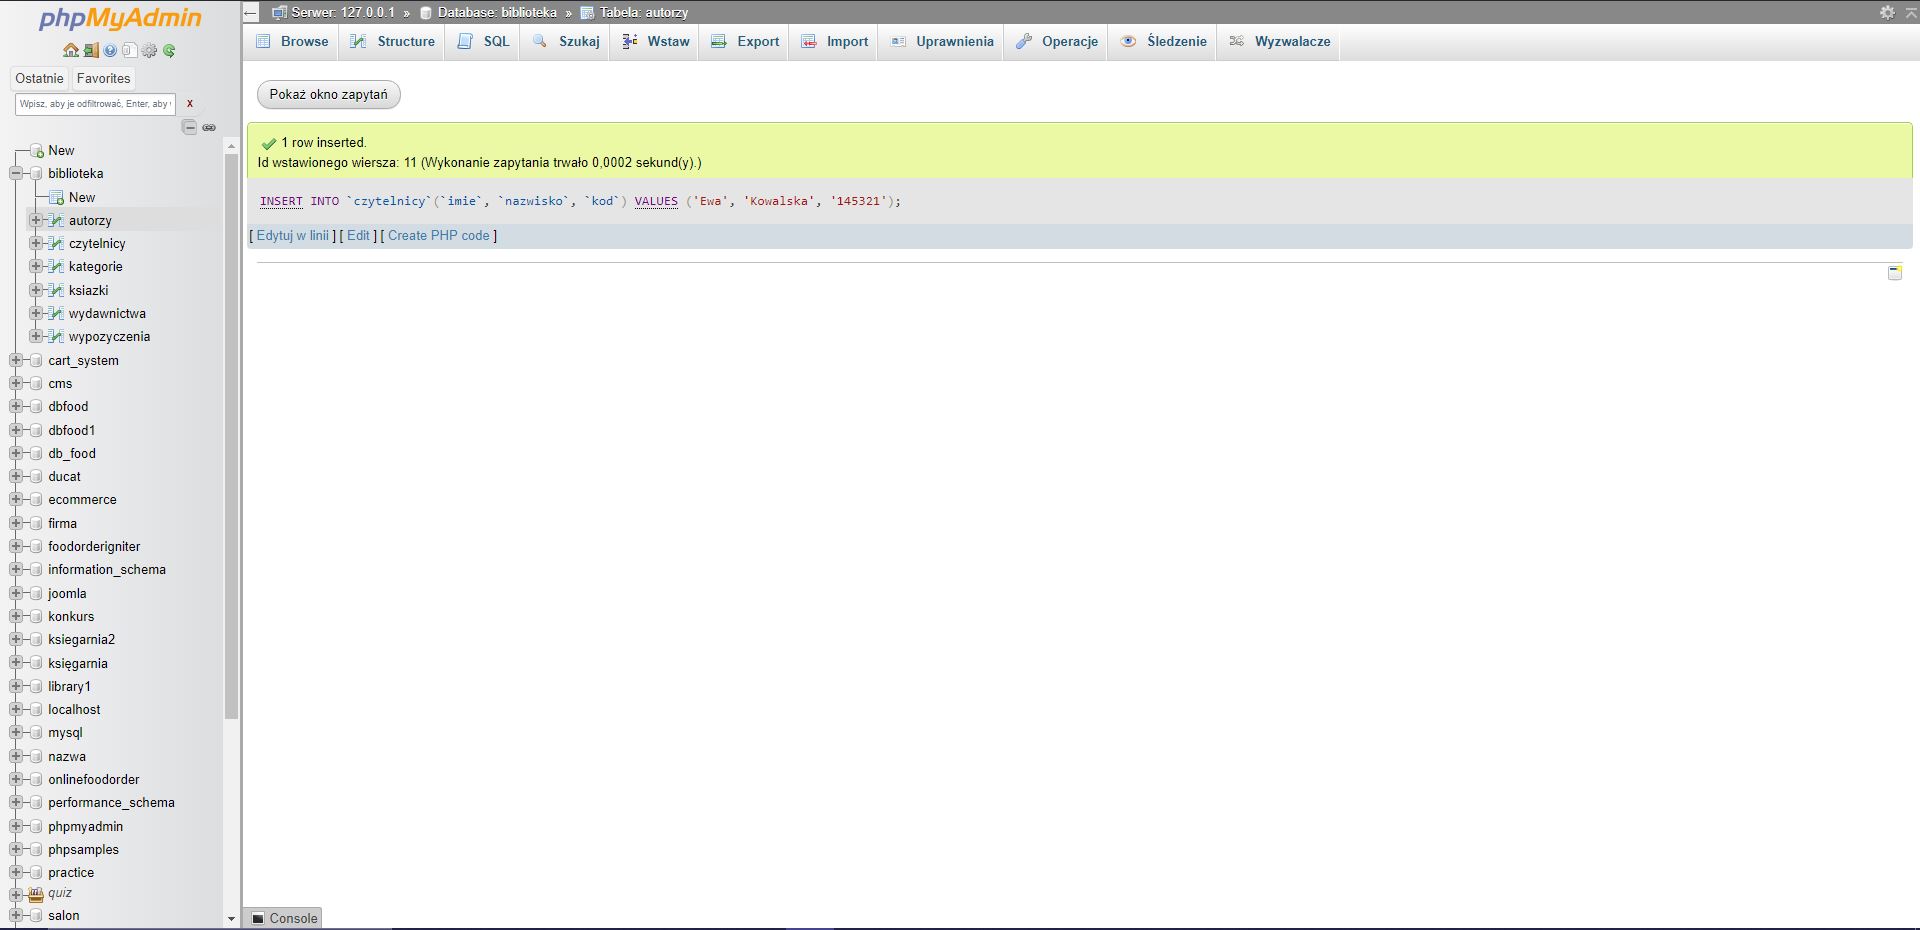 phpMyAdmin
Ostatnie Favorites
Wpisz, aby je odfiltrować, Enter, aby
X
New
biblioteka
New
autorzy
czytelnicy
kategorie
ksiazki
wydawnictwa
wypozyczenia
cart_system
cms
dbfood
dbfood1
db_food
ducat
ecommerce
firma
foodorderigniter
information_schema
joomla
konkurs
ksiegarnia2
księgarnia
library1
localhost
mysql
nazwa
onlinefoodorder
performance_schema
phpmyadmin
phpsamples
practice
quiz
salon
Serwer: 127.0.0.1 » Database: biblioteka » Tabela: autorzy
Browse Structure SQL Szukaj Wstaw Export Import Uprawnienia Operacje Śledzenie Wyzwalacze
Pokaż okno zapytań
1 row inserted.
Id wstawionego wiersza: 11 (Wykonanie zapytania trwało 0,0002 sekund(y).)
INSERT INTO `czytelnicy`(`imie`, `nazwisko`, `kod`) VALUES ('Ewa', 'Kowalska', '145321');
[ Edytuj w linii ] [ Edit ] [ Create PHP code ]
Console